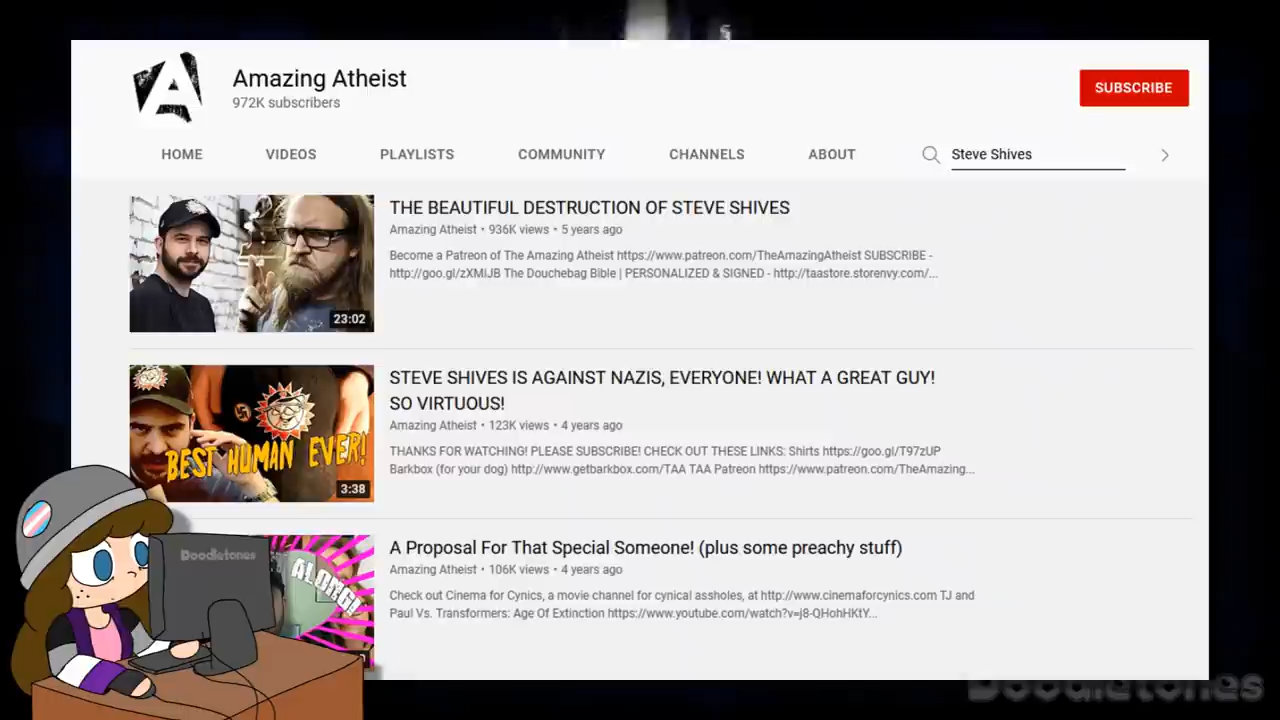 Amazing Atheist
972K subscribers
SUBSCRIBE
HOME VIDEOS PLAYLISTS COMMUNITY CHANNELS ABOUT Steve Shives
23:02
THE BEAUTIFUL DESTRUCTION OF STEVE SHIVES
Amazing Atheist • 936K views • 5 years ago
Become a Patreon of The Amazing Atheist https://www.patreon.com/TheAmazingAtheist SUBSCRIBE -
http://goo.gl/zXMIJB The Douchebag Bible | PERSONALIZED & SIGNED - http://taastore.storenvy.com/...
BEST HUMAN EVER!
3:38
STEVE SHIVES IS AGAINST NAZIS, EVERYONE! WHAT A GREAT GUY!
SO VIRTUOUS!
Amazing Atheist • 123K views • 4 years ago
THANKS FOR WATCHING! PLEASE SUBSCRIBE! CHECK OUT THESE LINKS: Shirts https://goo.gl/T97zUP
Barkbox (for your dog) http://www.getbarkbox.com/TAA TAA Patreon https://www.patreon.com/TheAmazing...
Doodletones
A Proposal For That Special Someone! (plus some preachy stuff)
Amazing Atheist • 106K views • 4 years ago
Check out Cinema for Cynics, a movie channel for cynical assholes, at http://www.cinemaforcynics.com TJ and
Paul Vs. Transformers: Age Of Extinction https://www.youtube.com/watch?v=j8-QHohHKtY...
Doodletones